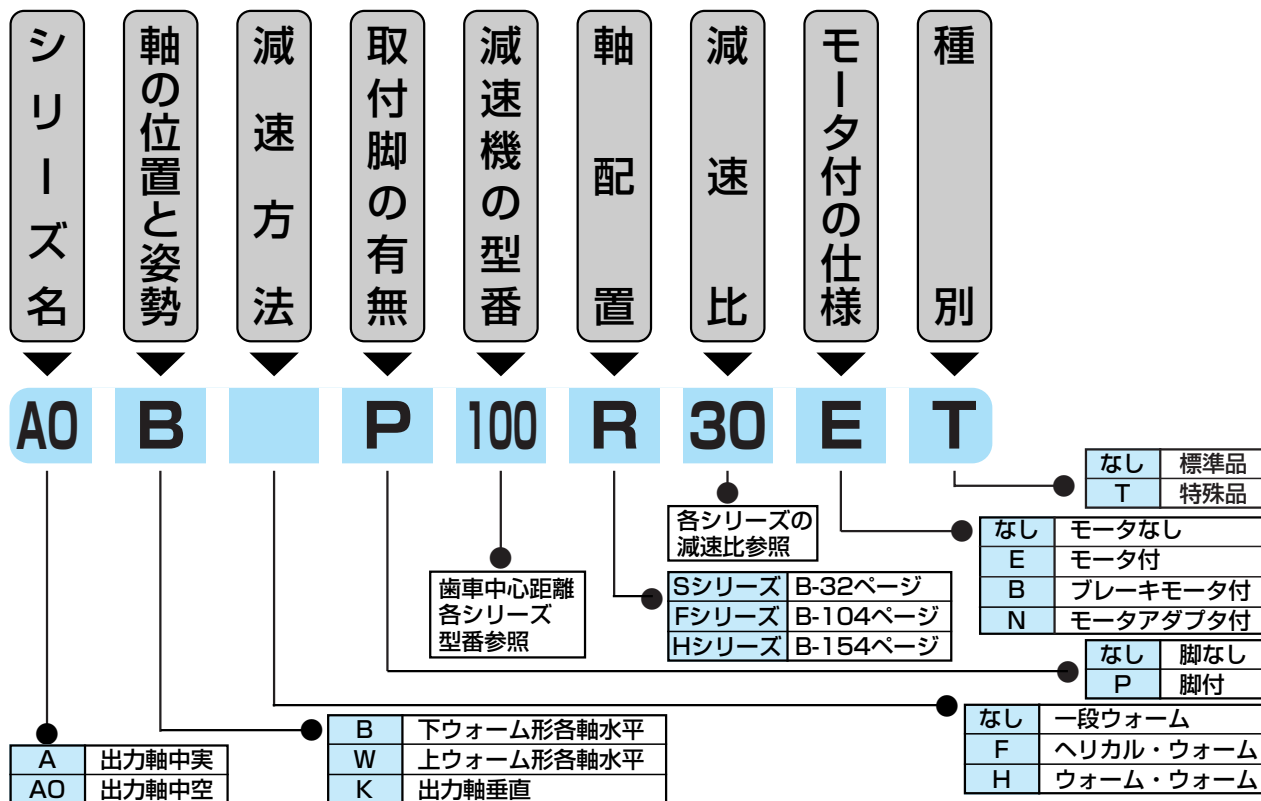 シリーズ名
軸の位置と姿勢
減速方法
取付脚の有無
減速機の型番
軸配置
減速比
モータ付の仕様
種別
AO B P 100 R 30 E T
なし 標準品
T 特殊品
各シリーズの
減速比参照
なし モータなし
E モータ付
B ブレーキモータ付
N モータアダプタ付
歯車中心距離
各シリーズ
型番参照
Sシリーズ B-32ページ
Fシリーズ B-104ページ
Hシリーズ B-154ページ
なし 脚なし
P 脚付
なし 一段ウォーム
F ヘリカル・ウォーム
H ウォーム・ウォーム
B 下ウォーム形各軸水平
W 上ウォーム形各軸水平
K 出力軸垂直
A 出力軸中実
AO 出力軸中空